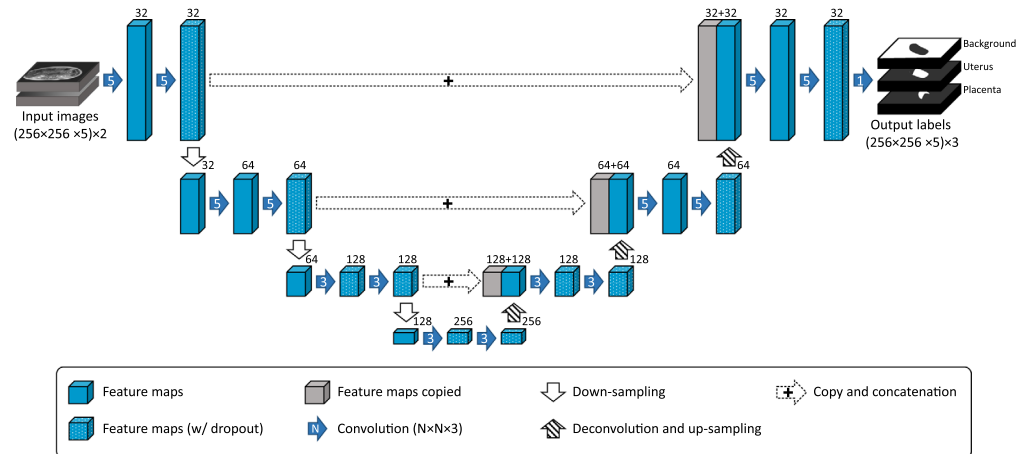 32 32 32+32 32 32
5 5 + 5 5 1
Background
Uterus
Placenta
Input images
(256×256 ×5)×2
Output labels
(256×256 ×5)×3
32 64 64 64+64 64 64
5 5 + 5 5
64 128 128 128+128 128 128
3 3 + 3 3
128 256 256
3 3
Feature maps
Feature maps copied
Down-sampling
+ Copy and concatenation
Feature maps (w/ dropout)
N Convolution (N×N×3)
Deconvolution and up-sampling